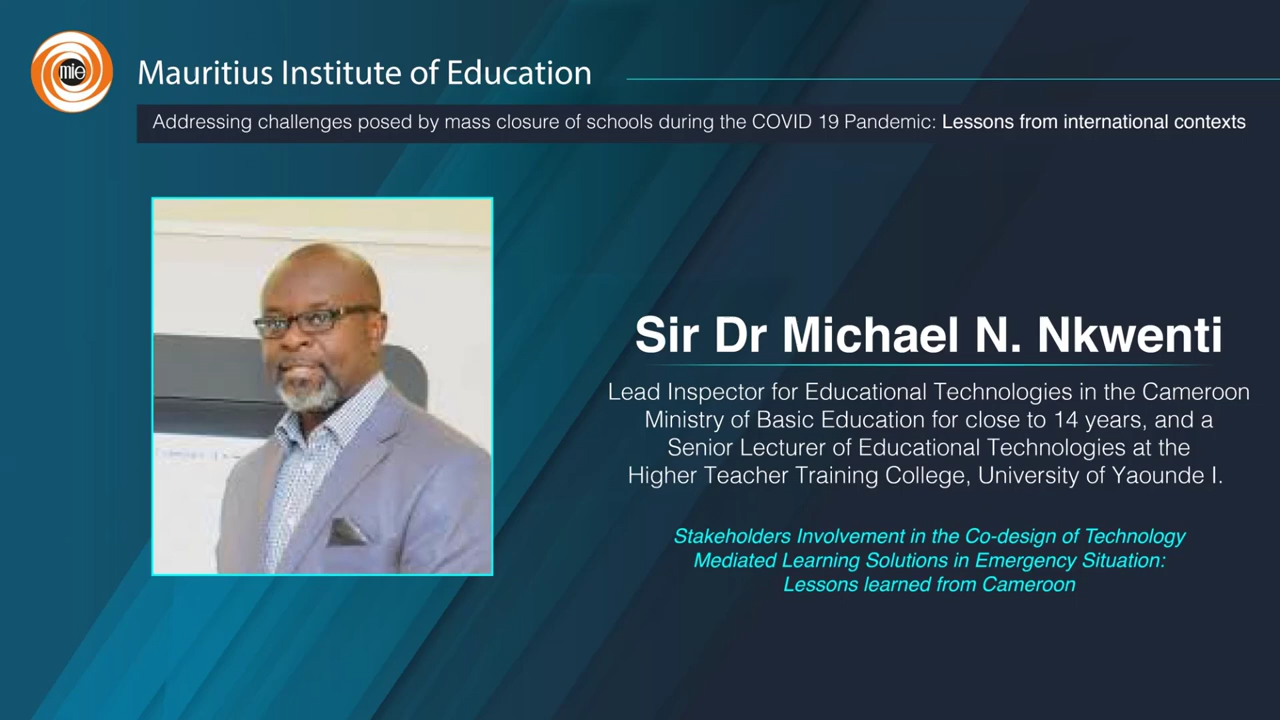 mie
Mauritius Institute of Education
Addressing challenges posed by mass closure of schools during the COVID 19 Pandemic: Lessons from international contexts
Sir Dr Michael N. Nkwenti
Lead Inspector for Educational Technologies in the Cameroon
Ministry of Basic Education for close to 14 years, and a
Senior Lecturer of Educational Technologies at the
Higher Teacher Training College, University of Yaounde I.
Stakeholders Involvement in the Co-design of Technology
Mediated Learning Solutions in Emergency Situation:
Lessons learned from Cameroon